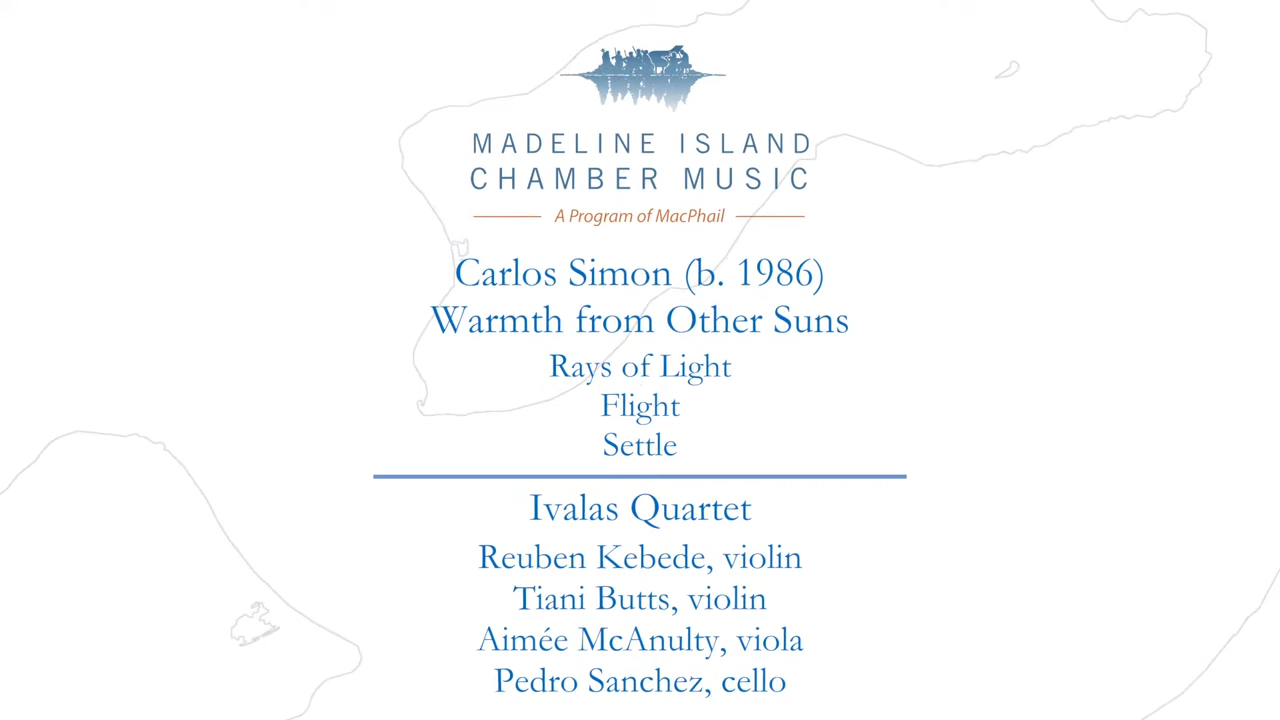 MADELINE ISLAND
CHAMBER MUSIC
A Program of MacPhail
Carlos Simon (b. 1986)
Warmth from Other Suns
Rays of Light
Flight
Settle
Ivalas Quartet
Reuben Kebede, violin
Tiani Butts, violin
Aimée McAnulty, viola
Pedro Sanchez, cello